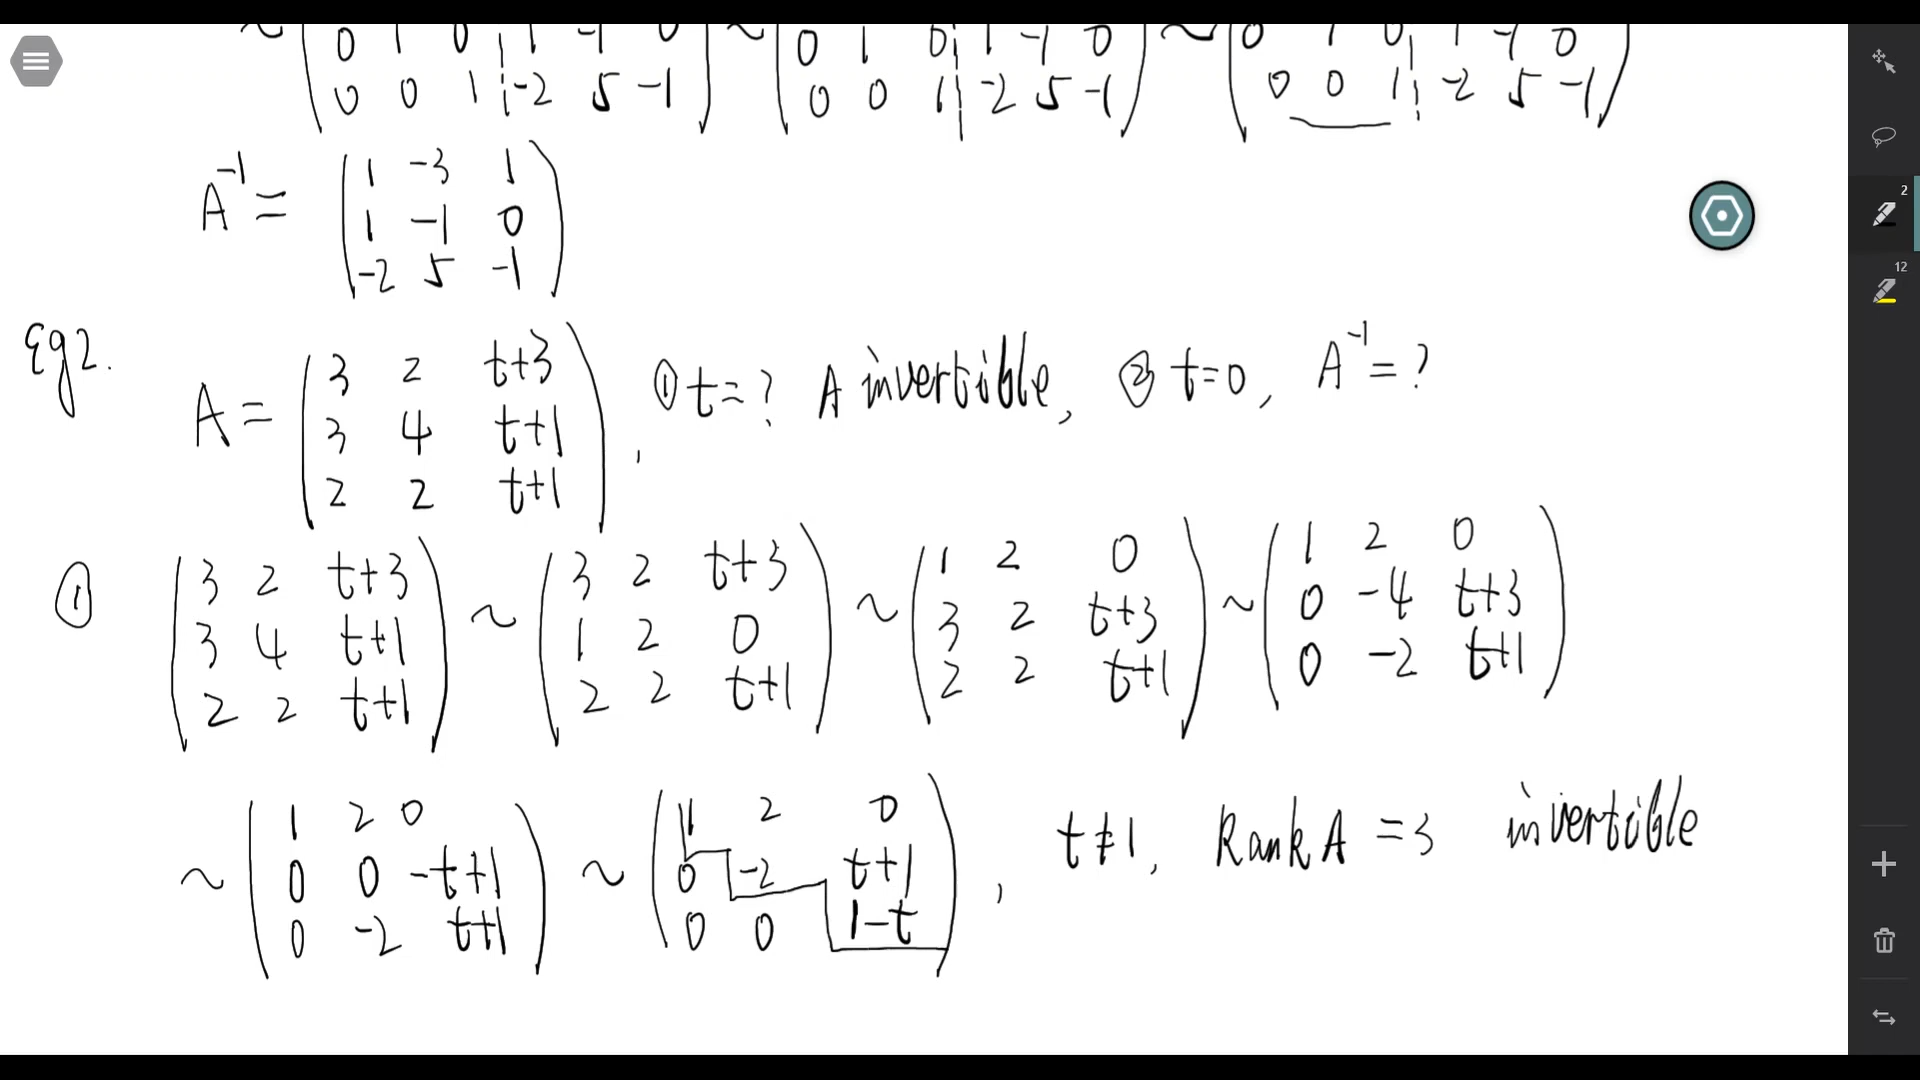 ~ ( 0 1 0 | 1 -1 0 ) ~ ( 0 1 0 | 1 -1 0 ) ~ ( 0 1 0 | 1 -1 0 )
( 0 0 1 | -2 5 -1 ) ( 0 0 1 | -2 5 -1 ) ( 0 0 1 | -2 5 -1 )
A⁻¹ = ( 1 -3 1
1 -1 0
-2 5 -1 )
Eg2.
A = ( 3 2 t+3
3 4 t+1
2 2 t+1 ), ① t=? A invertible, ② t=0, A⁻¹=?
① ( 3 2 t+3 ) ~ ( 3 2 t+3 ) ~ ( 1 2 0 ) ~ ( 1 2 0 )
( 3 4 t+1 ) ( 1 2 0 ) ( 3 2 t+3 ) ( 0 -4 t+3 )
( 2 2 t+1 ) ( 2 2 t+1 ) ( 2 2 t+1 ) ( 0 -2 t+1 )
~ ( 1 2 0 ) ~ ( 1 2 0 )
( 0 0 -t+1 ) ( 0 -2 t+1 ), t≠1, Rank A = 3 invertible
( 0 -2 t+1 ) ( 0 0 1-t )
2
12